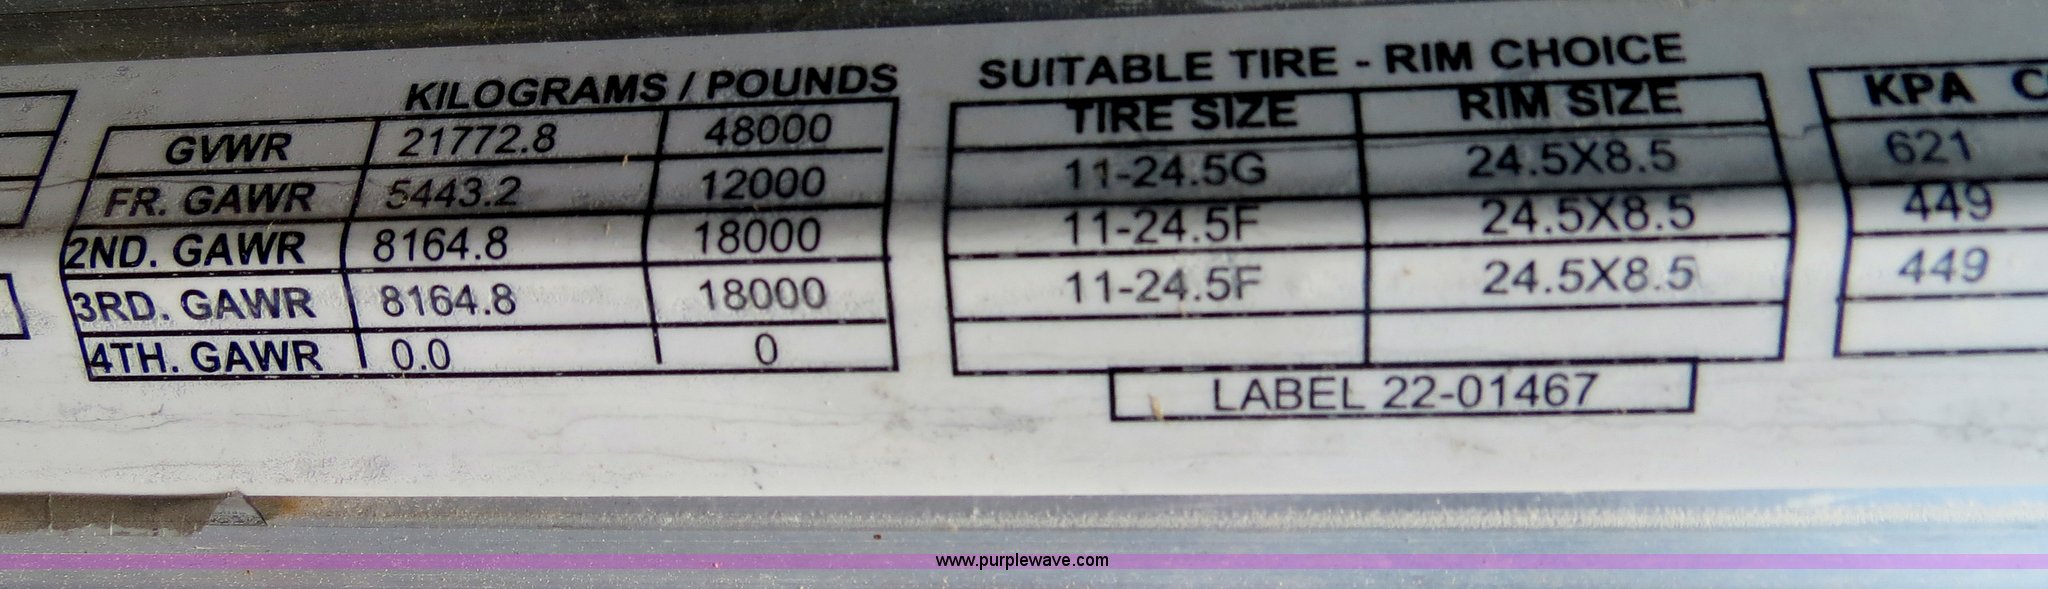 KILOGRAMS / POUNDS
GVWR 21772.8 48000
FR. GAWR 5443.2 12000
2ND. GAWR 8164.8 18000
3RD. GAWR 8164.8 18000
4TH. GAWR 0.0 0
SUITABLE TIRE - RIM CHOICE
TIRE SIZE RIM SIZE
11-24.5G 24.5X8.5
11-24.5F 24.5X8.5
11-24.5F 24.5X8.5
LABEL 22-01467
KPA
621
449
449
www.purplewave.com